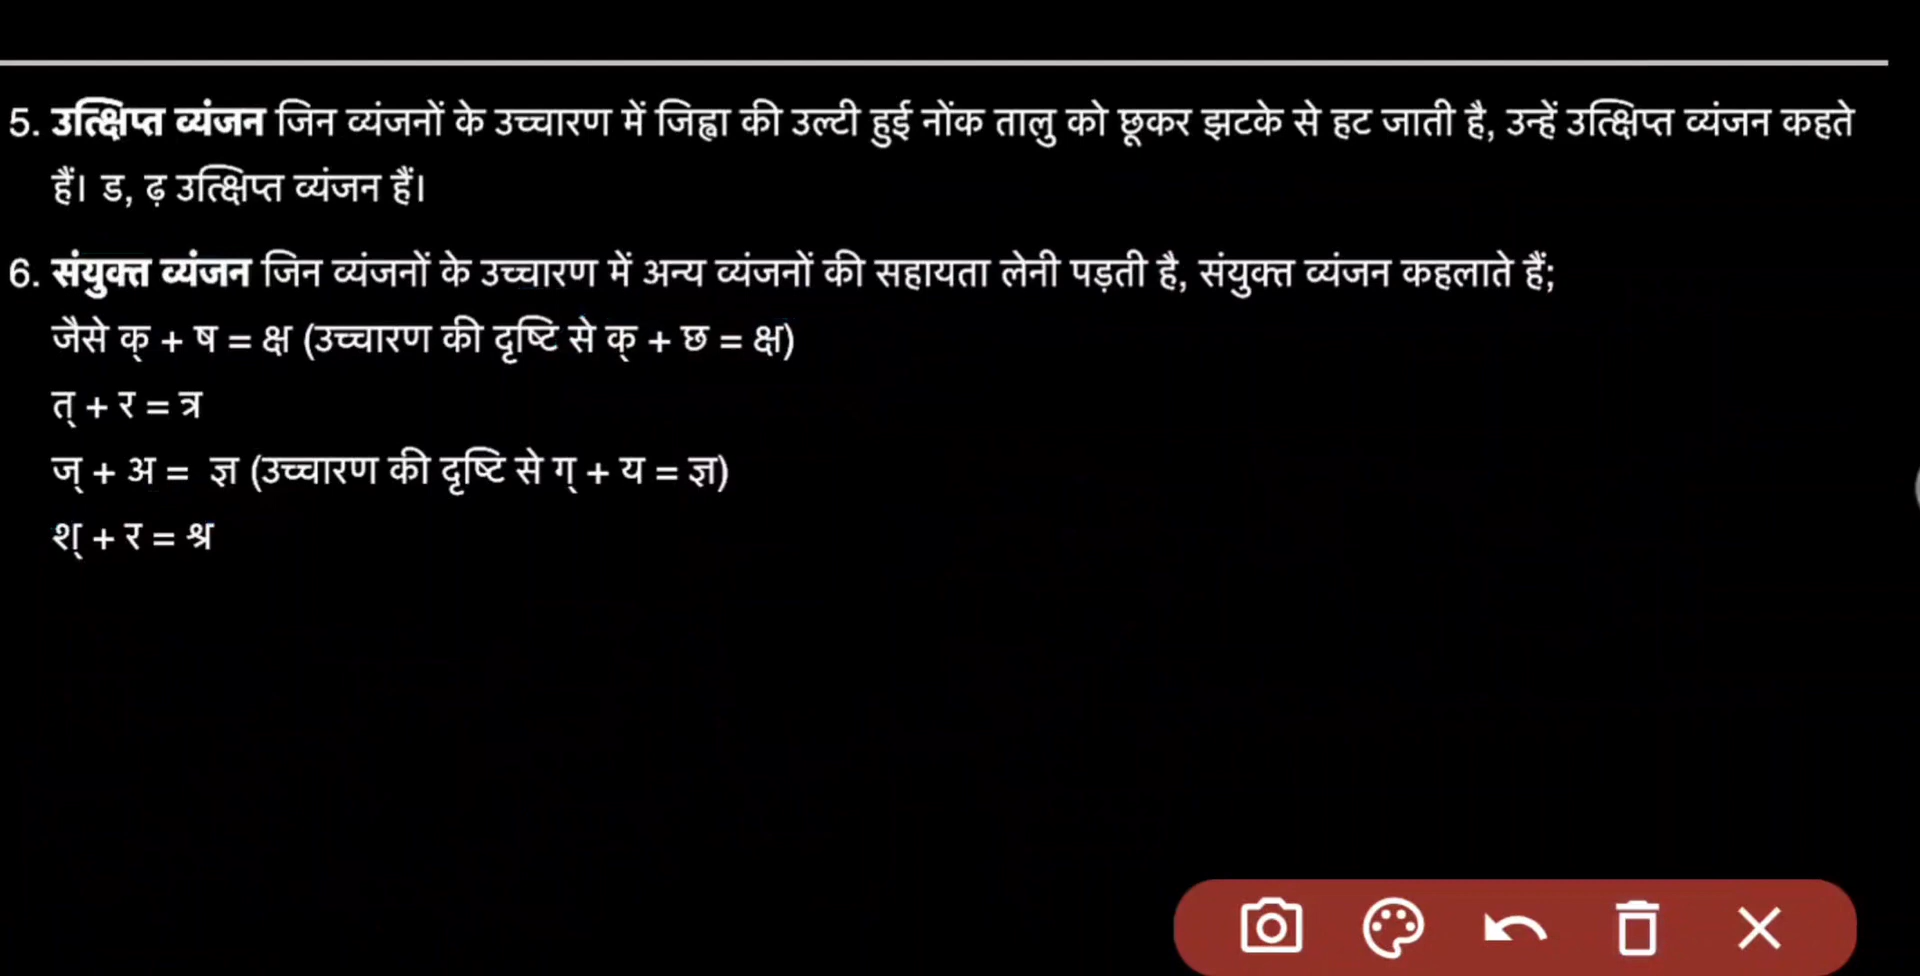 5. उत्क्षिप्त व्यंजन जिन व्यंजनों के उच्चारण में जिह्वा की उल्टी हुई नोंक तालु को छूकर झटके से हट जाती है, उन्हें उत्क्षिप्त व्यंजन कहते
हैं। ड, ढ़ उत्क्षिप्त व्यंजन हैं।
6. संयुक्त व्यंजन जिन व्यंजनों के उच्चारण में अन्य व्यंजनों की सहायता लेनी पड़ती है, संयुक्त व्यंजन कहलाते हैं;
जैसे क् + ष = क्ष (उच्चारण की दृष्टि से क् + छ = क्ष)
त् + र = त्र
ज् + अ = ज्ञ (उच्चारण की दृष्टि से ग् + य = ज्ञ)
श् + र = श्र